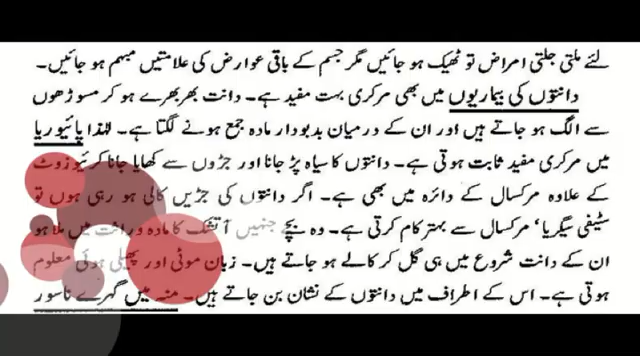 لئے ملتی جلتی امراض تو ٹھیک ہو جائیں مگر جسم کے باقی عوارض کی علامتیں مبہم ہو جائیں۔
دانتوں کی بیماریوں میں بھی مرکری بہت مفید ہے۔ دانت بھربھرے ہو کر مسوڑھوں
سے الگ ہو جاتے ہیں اور ان کے درمیان بدبودار مادہ جمع ہونے لگتا ہے۔ لہٰذا پائیوریا
میں مرکری مفید ثابت ہوتی ہے۔ دانتوں کا سیاہ پڑ جانا اور جڑوں سے کھایا جانا کرئیوزوٹ
کے علاوہ مرکسال کے دائرہ میں بھی ہے۔ اگر دانتوں کی جڑیں کالی ہو رہی ہوں تو
سٹیفی سیگریا، مرکسال سے بہتر کام کرتی ہے۔ وہ بچے جنہیں آتشک کا مادہ وراثت میں ملا ہو
ان کے دانت شروع میں ہی گل کر کالے ہو جاتے ہیں۔ زبان موٹی اور پھیلی ہوئی معلوم
ہوتی ہے۔ اس کے اطراف میں دانتوں کے نشان بن جاتے ہیں۔ منہ میں گہرے ناسور